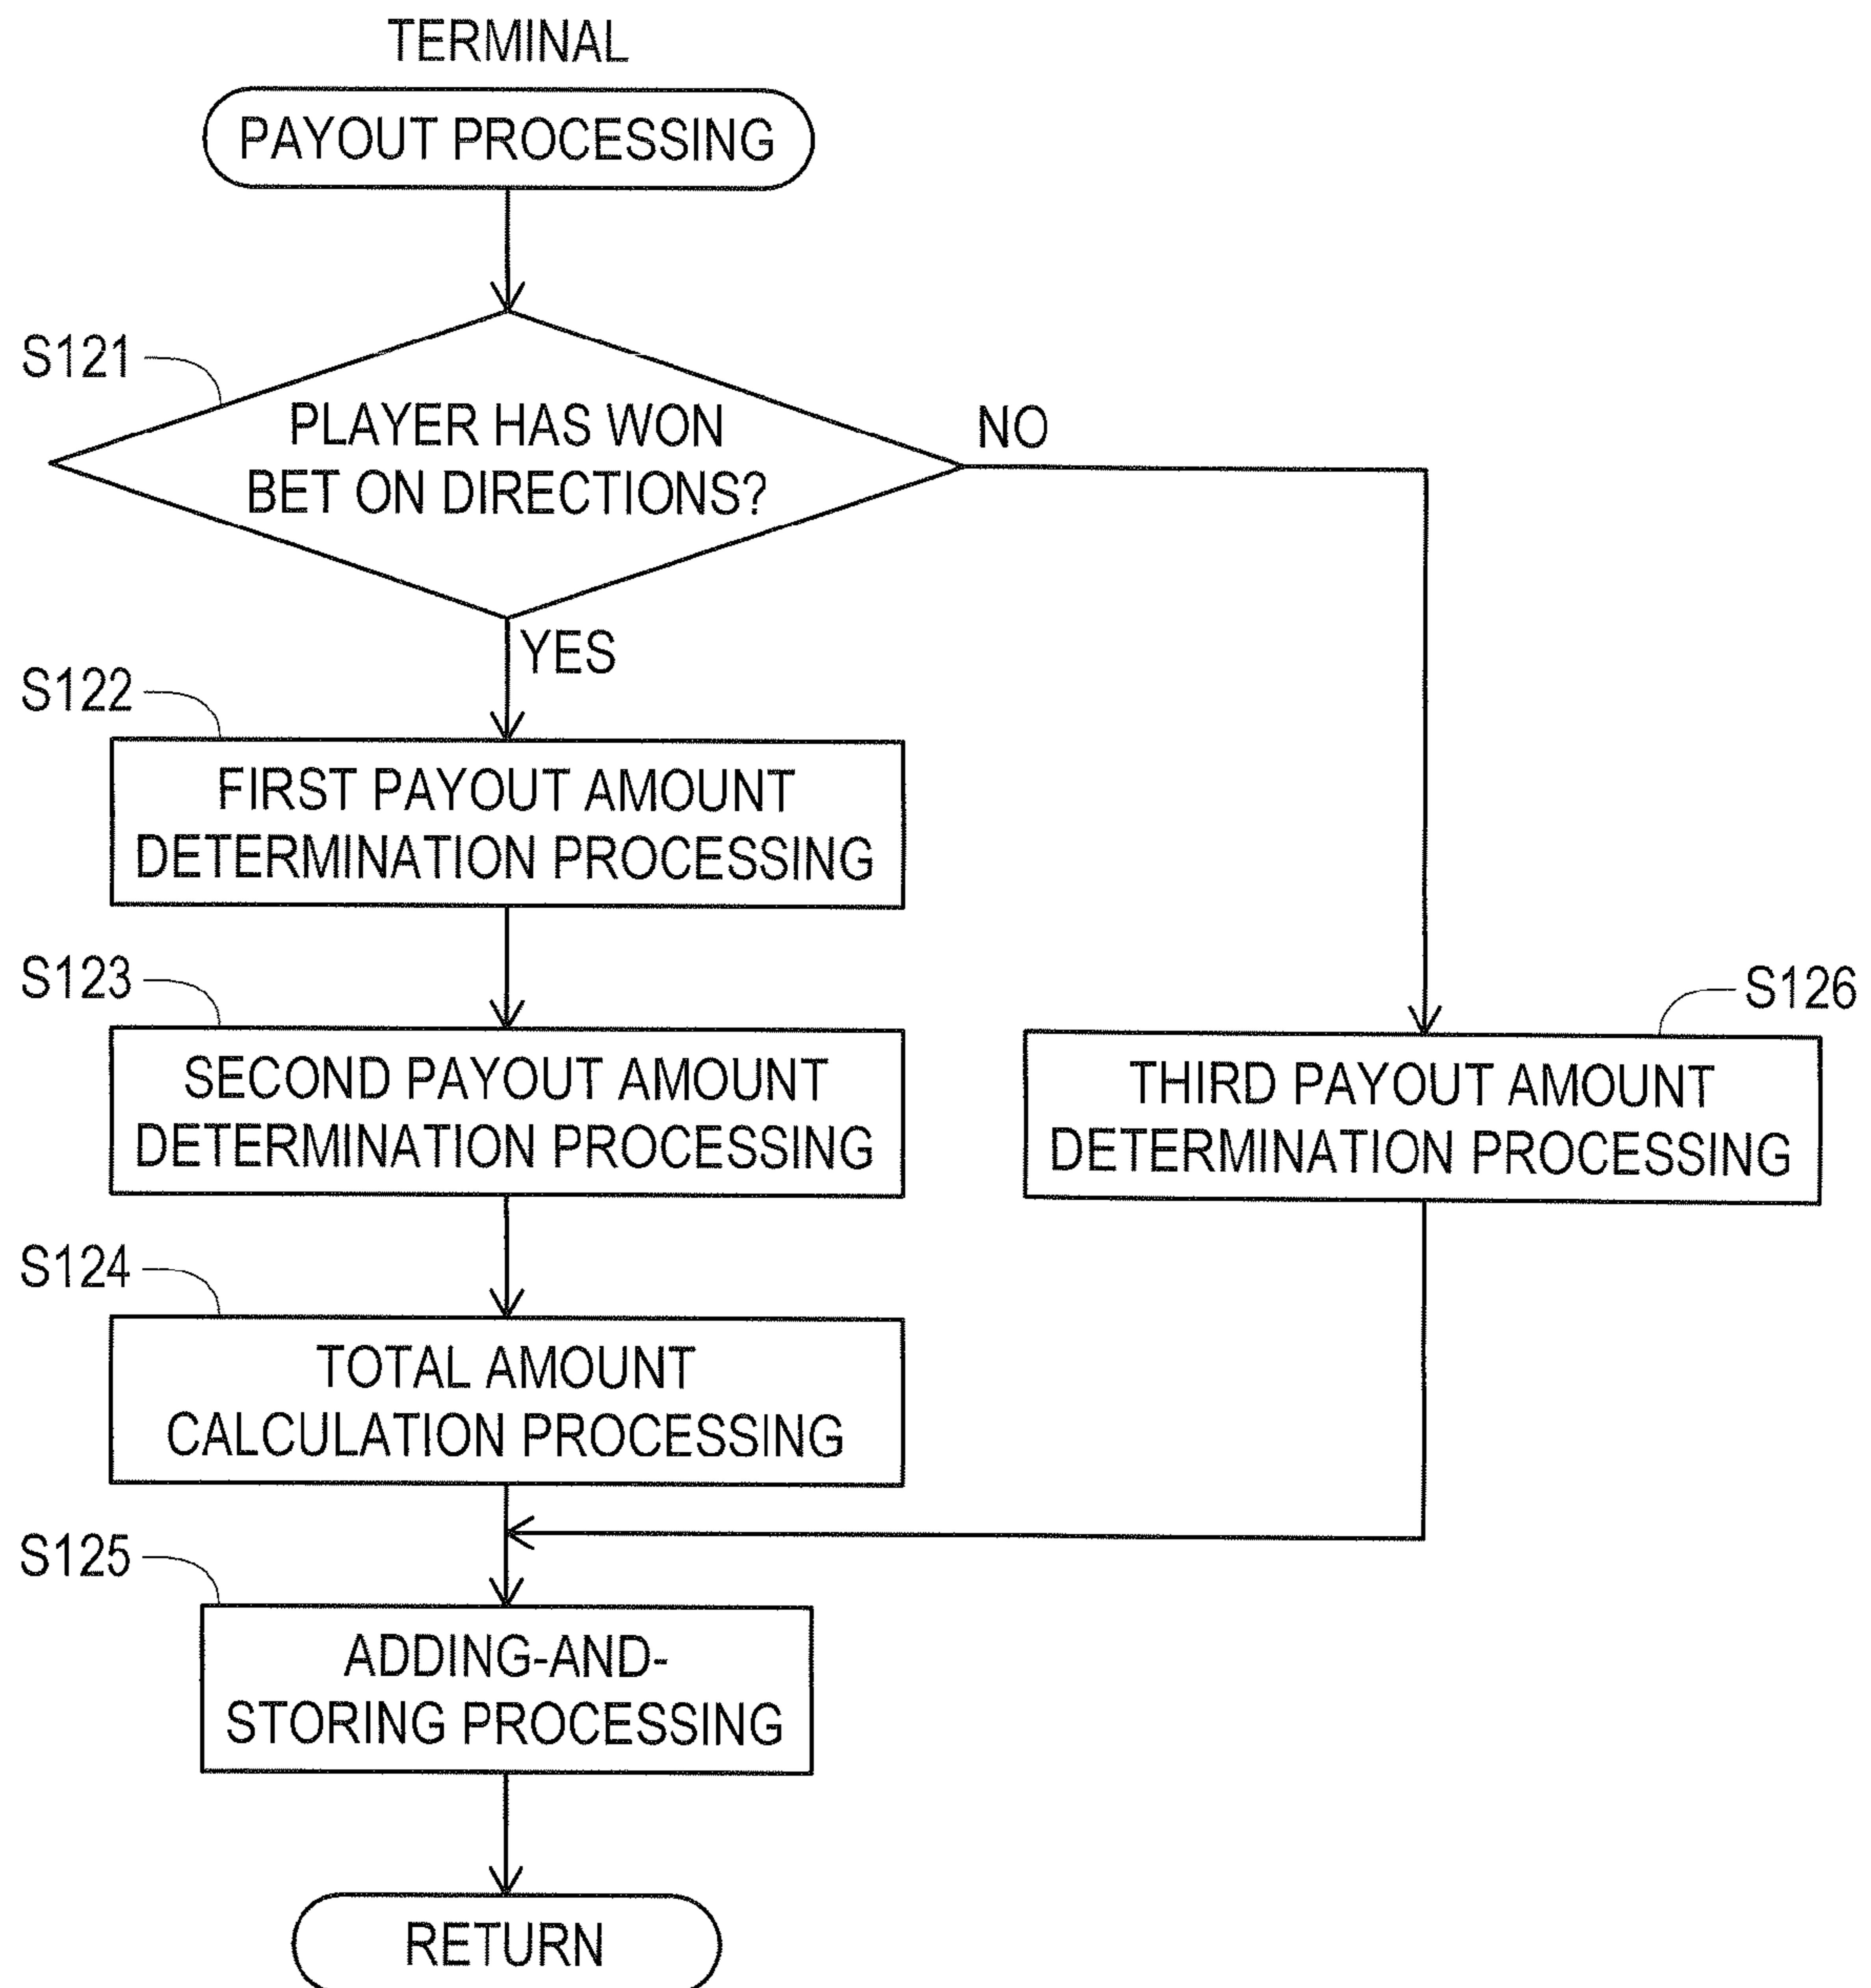 TERMINAL
PAYOUT PROCESSING
S121
PLAYER HAS WON
BET ON DIRECTIONS?
NO
YES
S122
FIRST PAYOUT AMOUNT
DETERMINATION PROCESSING
S123
SECOND PAYOUT AMOUNT
DETERMINATION PROCESSING
S126
THIRD PAYOUT AMOUNT
DETERMINATION PROCESSING
S124
TOTAL AMOUNT
CALCULATION PROCESSING
S125
ADDING-AND-
STORING PROCESSING
RETURN